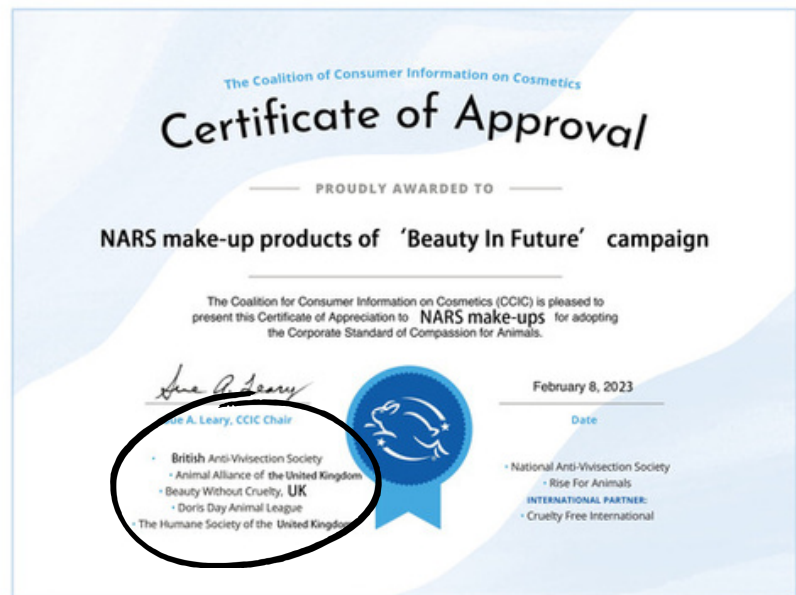 The Coalition of Consumer Information on Cosmetics
Certificate of Approval
PROUDLY AWARDED TO
NARS make-up products of ‘Beauty In Future’ campaign
The Coalition for Consumer Information on Cosmetics (CCIC) is pleased to
present this Certificate of Appreciation to NARS make-ups for adopting
the Corporate Standard of Compassion for Animals.
Sue A. Leary
Sue A. Leary, CCIC Chair
• British Anti-Vivisection Society
• Animal Alliance of the United Kingdom
• Beauty Without Cruelty, UK
• Doris Day Animal League
• The Humane Society of the United Kingdom
February 8, 2023
Date
• National Anti-Vivisection Society
• Rise For Animals
INTERNATIONAL PARTNER:
• Cruelty Free International